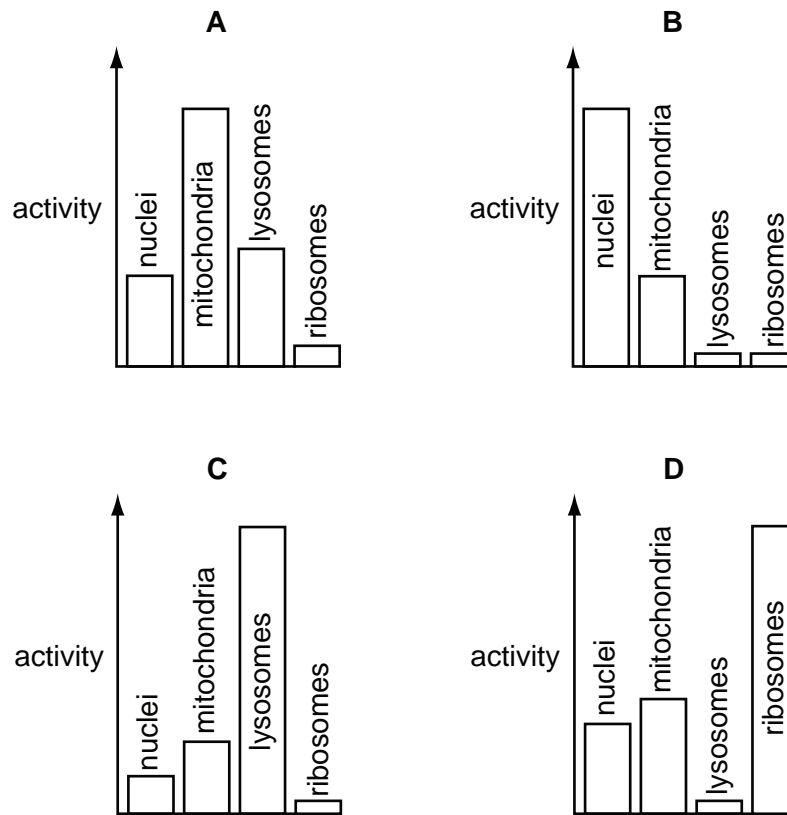 A
activity
nuclei
mitochondria
lysosomes
ribosomes
B
activity
nuclei
mitochondria
lysosomes
ribosomes
C
activity
nuclei
mitochondria
lysosomes
ribosomes
D
activity
nuclei
mitochondria
lysosomes
ribosomes